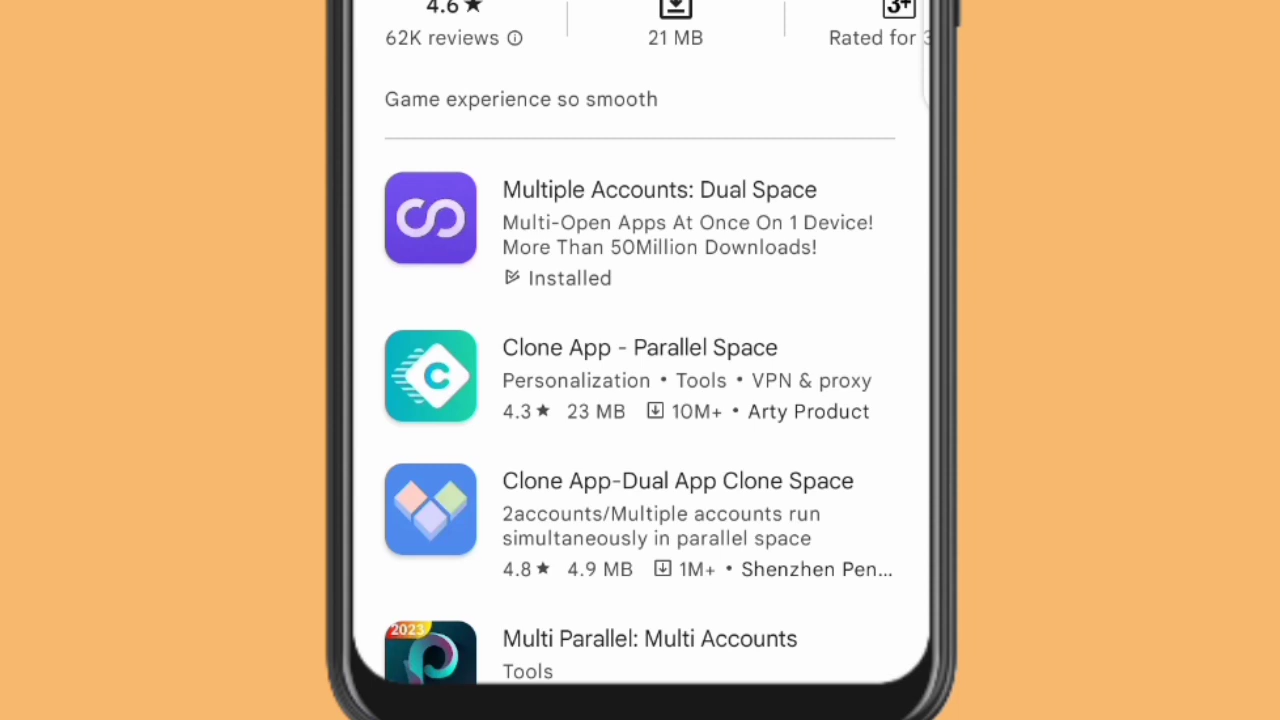 4.6★
3+
62K reviews
21 MB
Rated for 3
Game experience so smooth
Multiple Accounts: Dual Space
Multi-Open Apps At Once On 1 Device!
More Than 50Million Downloads!
Installed
Clone App - Parallel Space
Personalization • Tools • VPN & proxy
4.3★ 23 MB 10M+ • Arty Product
C
Clone App-Dual App Clone Space
2accounts/Multiple accounts run
simultaneously in parallel space
4.8★ 4.9 MB 1M+ • Shenzhen Pen...
2023
Multi Parallel: Multi Accounts
Tools